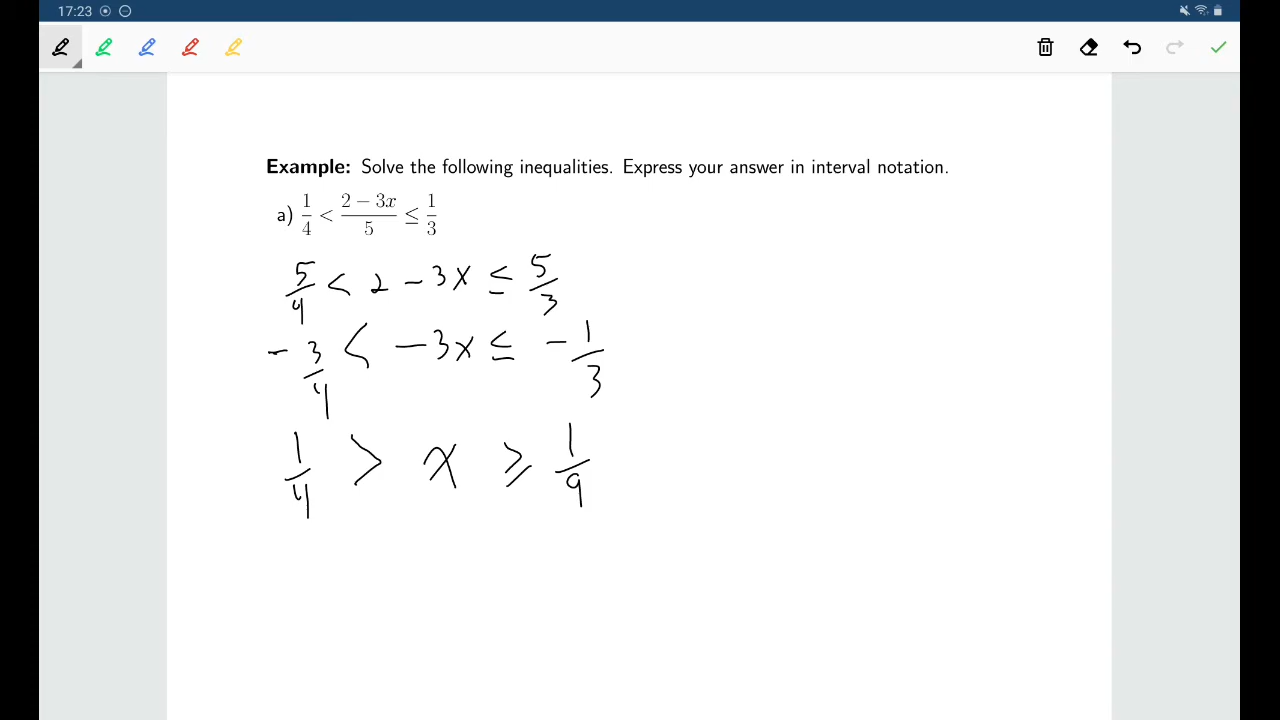 17:23
Example: Solve the following inequalities. Express your answer in interval notation.
a) 1/4 < (2 − 3x)/5 ≤ 1/3
5/4 < 2 − 3x ≤ 5/3
−3/4 < −3x ≤ −1/3
1/4 > x ≥ 1/9